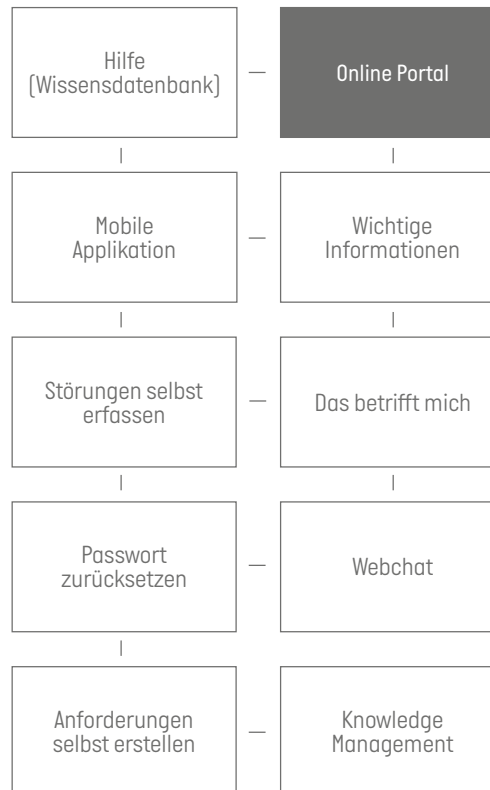 Hilfe
(Wissensdatenbank)
Online Portal
Mobile
Applikation
Wichtige
Informationen
Störungen selbst
erfassen
Das betrifft mich
Passwort
zurücksetzen
Webchat
Anforderungen
selbst erstellen
Knowledge
Management